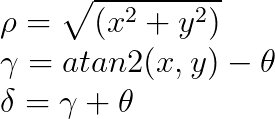 ρ = √(x² + y²)
γ = atan2(x, y) − θ
δ = γ + θ